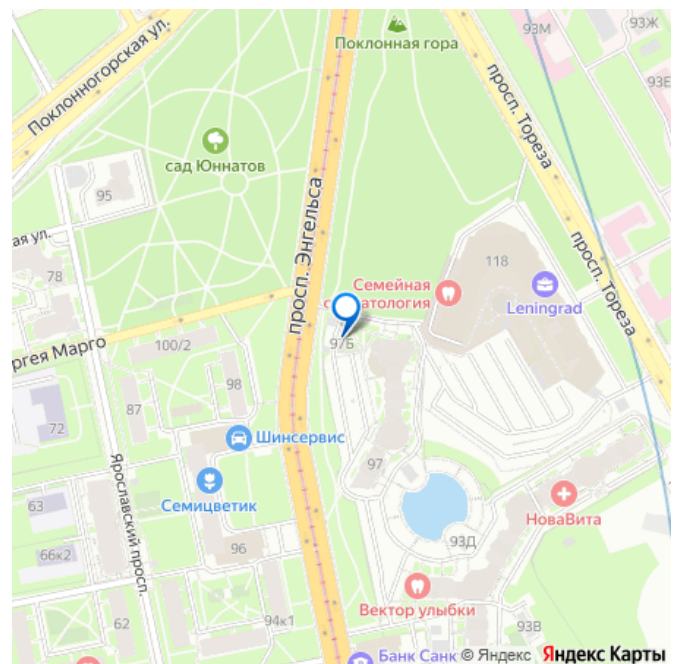 93М
93Ж
Поклонная гора
Поклонногорская ул.
просп. Тореза
93Е
сад Юннатов
95
просп. Энгельса
ая ул.
78
118
просп. Тореза
Семейная
стоматология
Leningrad
ргея Марго
100/2
97Б
98
87
72
Шинсервис
97
Ярославский просп.
63
Семицветик
НоваВита
66к2
96
93Д
Вектор улыбки
62
94к1
93В
Банк Санк
© Яндекс Яндекс Карты